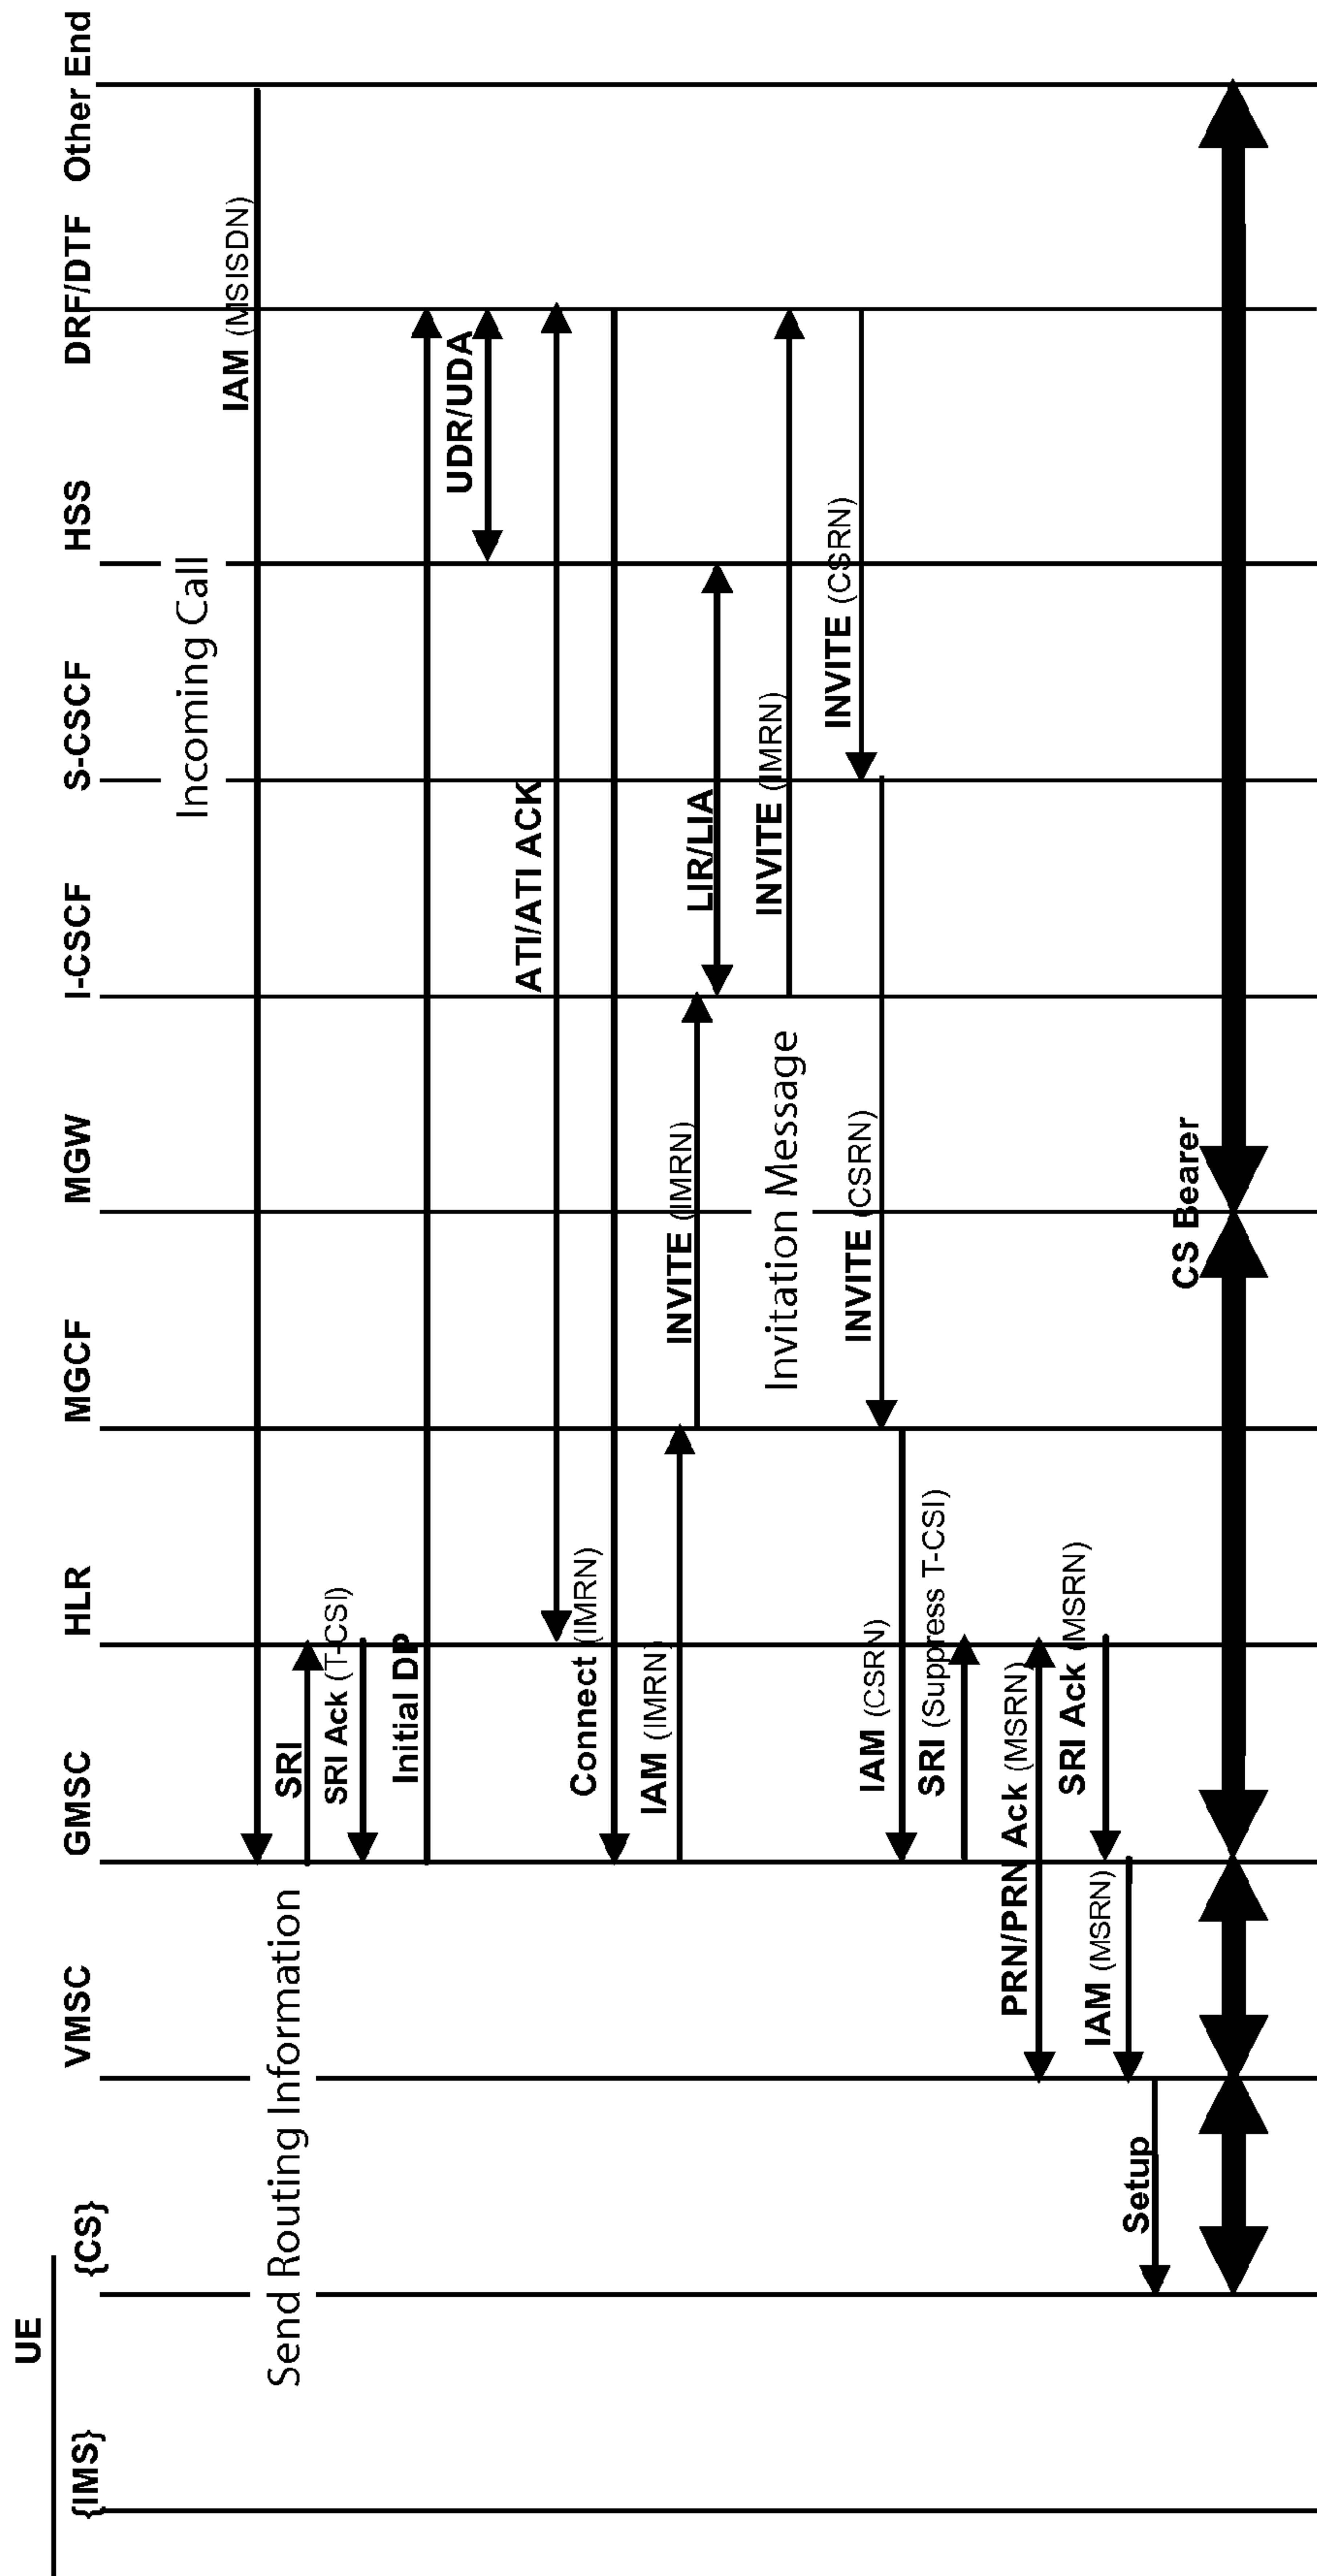 UE
{IMS}
{CS}
VMSC
GMSC
HLR
MGCF
MGW
I-CSCF
S-CSCF
HSS
DRF/DTF
Other End
Incoming Call
IAM (MSISDN)
Send Routing Information
SRI
SRI Ack (T-CSI)
Initial DP
UDR/UDA
ATI/ATI ACK
Connect (IMRN)
IAM (IMRN)
INVITE (IMRN)
LIR/LIA
INVITE (IMRN)
Invitation Message
INVITE (CSRN)
INVITE (CSRN)
IAM (CSRN)
SRI (Suppress T-CSI)
PRN/PRN Ack (MSRN)
SRI Ack (MSRN)
IAM (MSRN)
Setup
CS Bearer